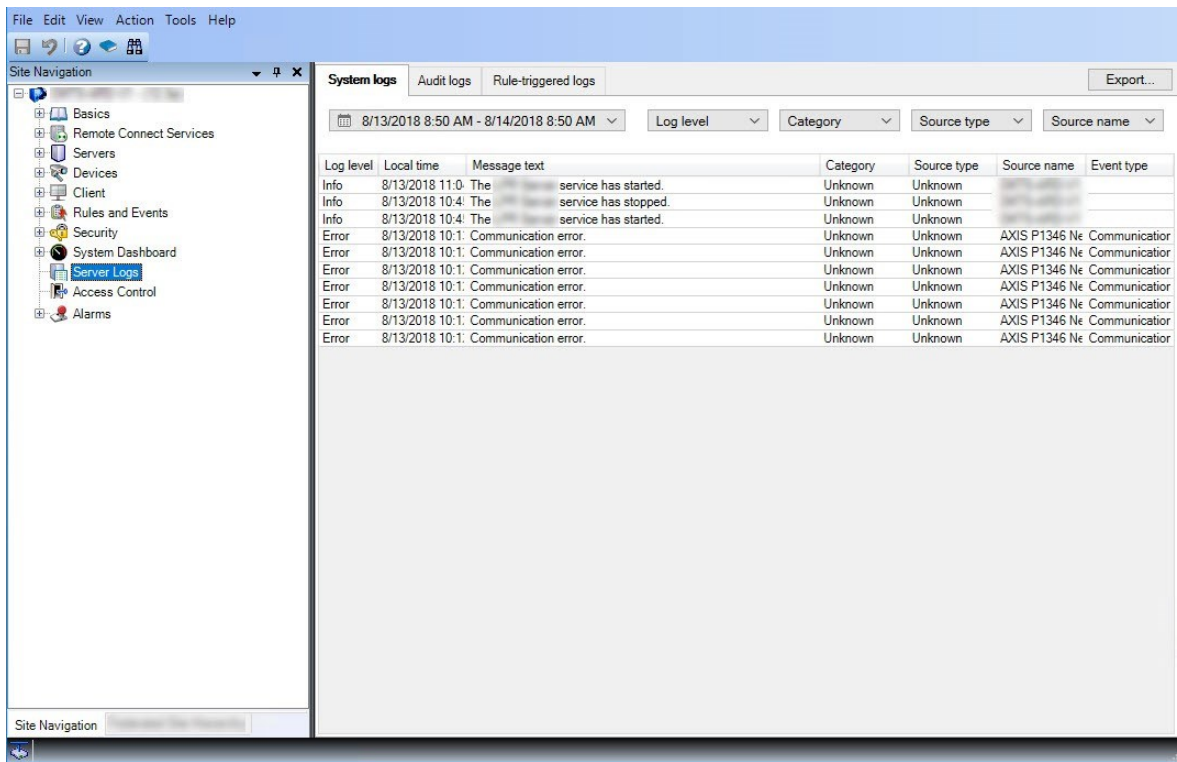 File Edit View Action Tools Help
Site Navigation
Basics
Remote Connect Services
Servers
Devices
Client
Rules and Events
Security
System Dashboard
Server Logs
Access Control
Alarms
Site Navigation
System logs Audit logs Rule-triggered logs Export...
8/13/2018 8:50 AM - 8/14/2018 8:50 AM Log level Category Source type Source name
Log level Local time Message text Category Source type Source name Event type
Info 8/13/2018 11:0 The service has started. Unknown Unknown
Info 8/13/2018 10:4 The service has stopped. Unknown Unknown
Info 8/13/2018 10:4 The service has started. Unknown Unknown
Error 8/13/2018 10:1 Communication error. Unknown Unknown AXIS P1346 Ne Communication
Error 8/13/2018 10:1 Communication error. Unknown Unknown AXIS P1346 Ne Communication
Error 8/13/2018 10:1 Communication error. Unknown Unknown AXIS P1346 Ne Communication
Error 8/13/2018 10:1 Communication error. Unknown Unknown AXIS P1346 Ne Communication
Error 8/13/2018 10:1 Communication error. Unknown Unknown AXIS P1346 Ne Communication
Error 8/13/2018 10:1 Communication error. Unknown Unknown AXIS P1346 Ne Communication
Error 8/13/2018 10:1 Communication error. Unknown Unknown AXIS P1346 Ne Communication